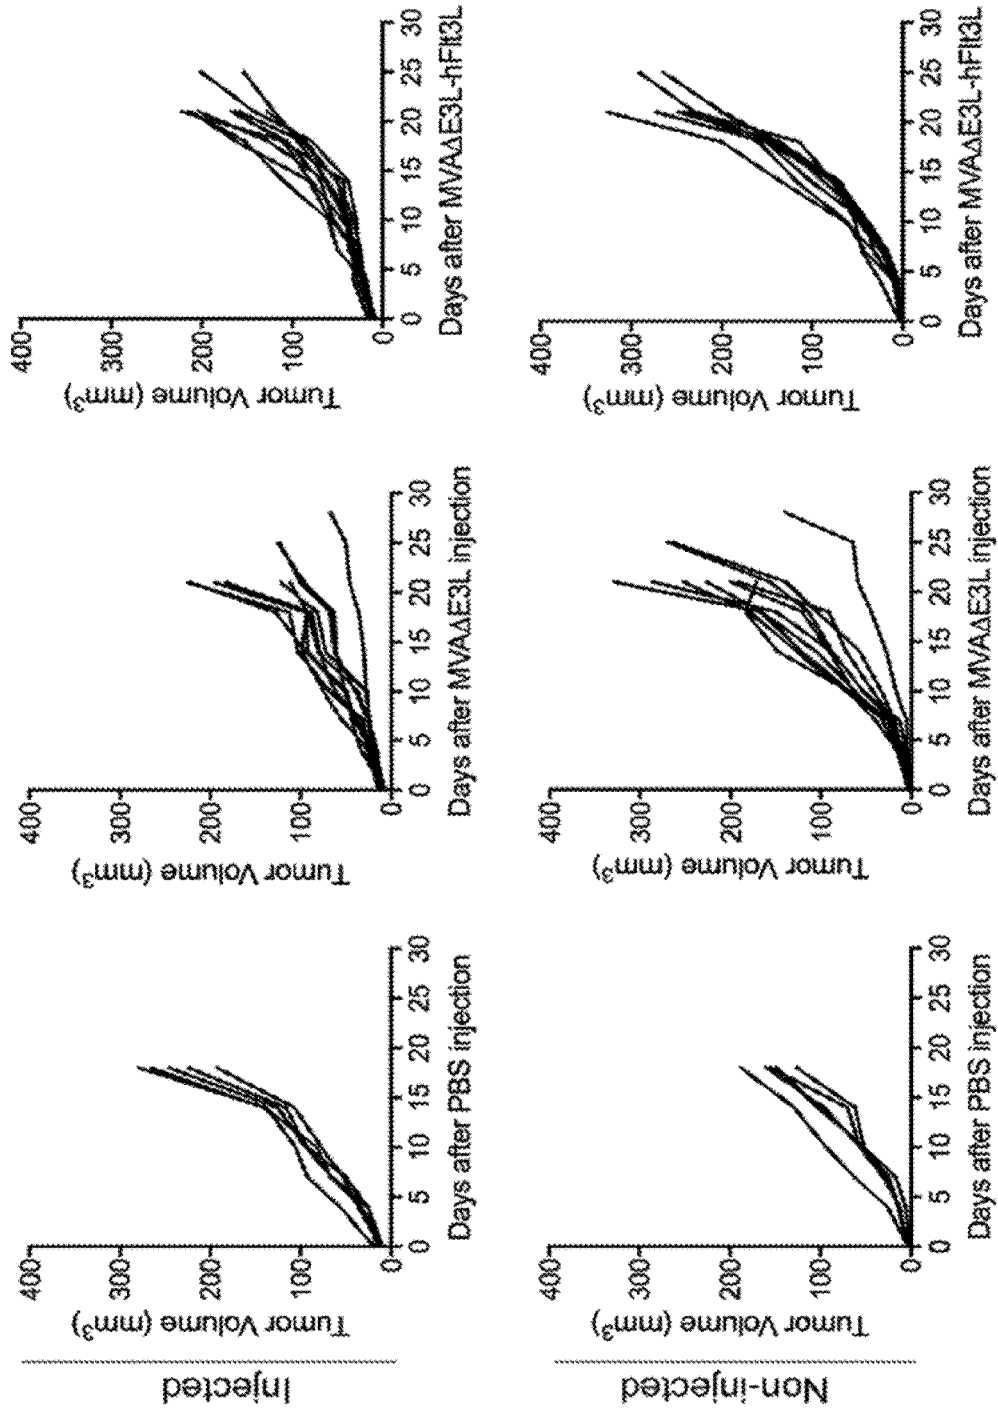 Injected
Tumor Volume (mm³)
400
300
200
100
0
0 5 10 15 20 25 30
Days after PBS injection
Tumor Volume (mm³)
400
300
200
100
0
0 5 10 15 20 25 30
Days after MVAΔE3L injection
Tumor Volume (mm³)
400
300
200
100
0
0 5 10 15 20 25 30
Days after MVAΔE3L-hFlt3L
Non-injected
Tumor Volume (mm³)
400
300
200
100
0
0 5 10 15 20 25 30
Days after PBS injection
Tumor Volume (mm³)
400
300
200
100
0
0 5 10 15 20 25 30
Days after MVAΔE3L injection
Tumor Volume (mm³)
400
300
200
100
0
0 5 10 15 20 25 30
Days after MVAΔE3L-hFlt3L